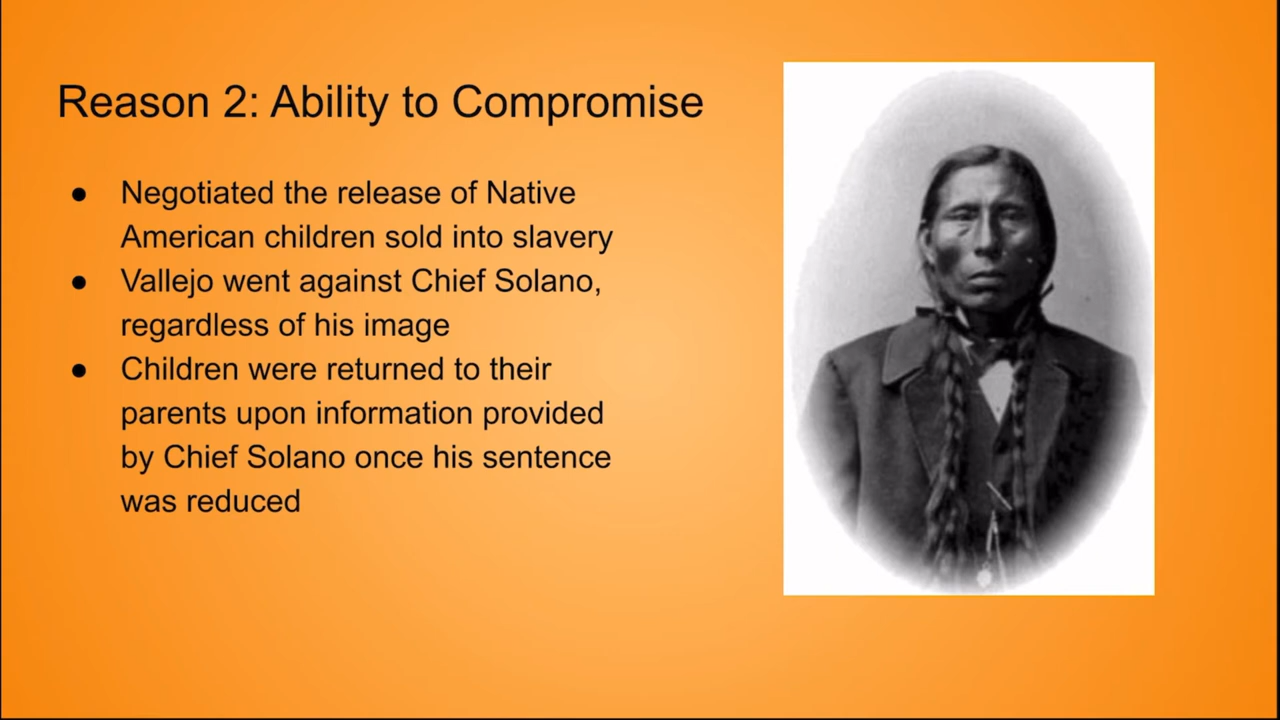 Reason 2: Ability to Compromise
● Negotiated the release of Native
American children sold into slavery
● Vallejo went against Chief Solano,
regardless of his image
● Children were returned to their
parents upon information provided
by Chief Solano once his sentence
was reduced